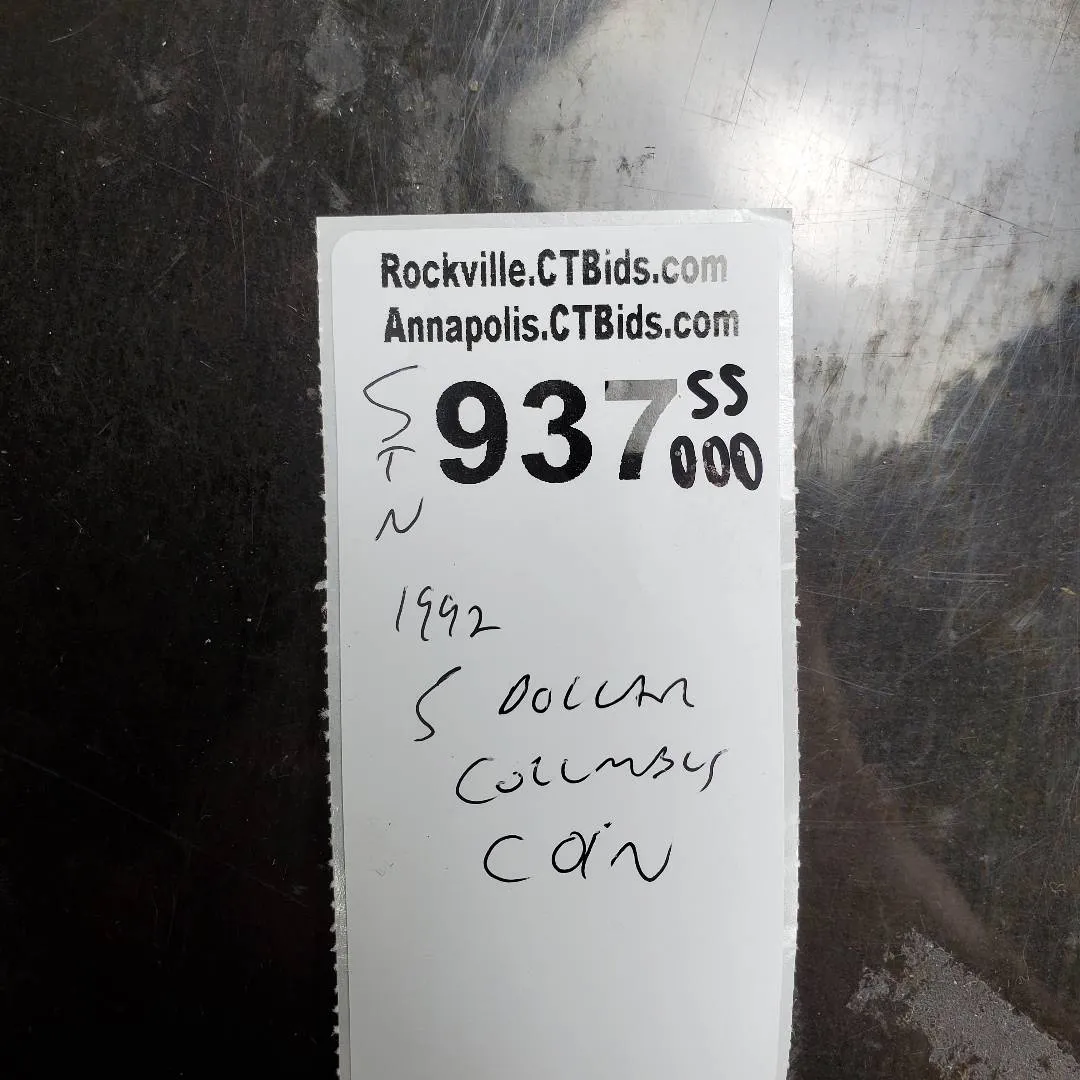 Rockville.CTBids.com
Annapolis.CTBids.com
STN
937 SS
000
1992
5 DOLLAR
COLUMBUS
COIN